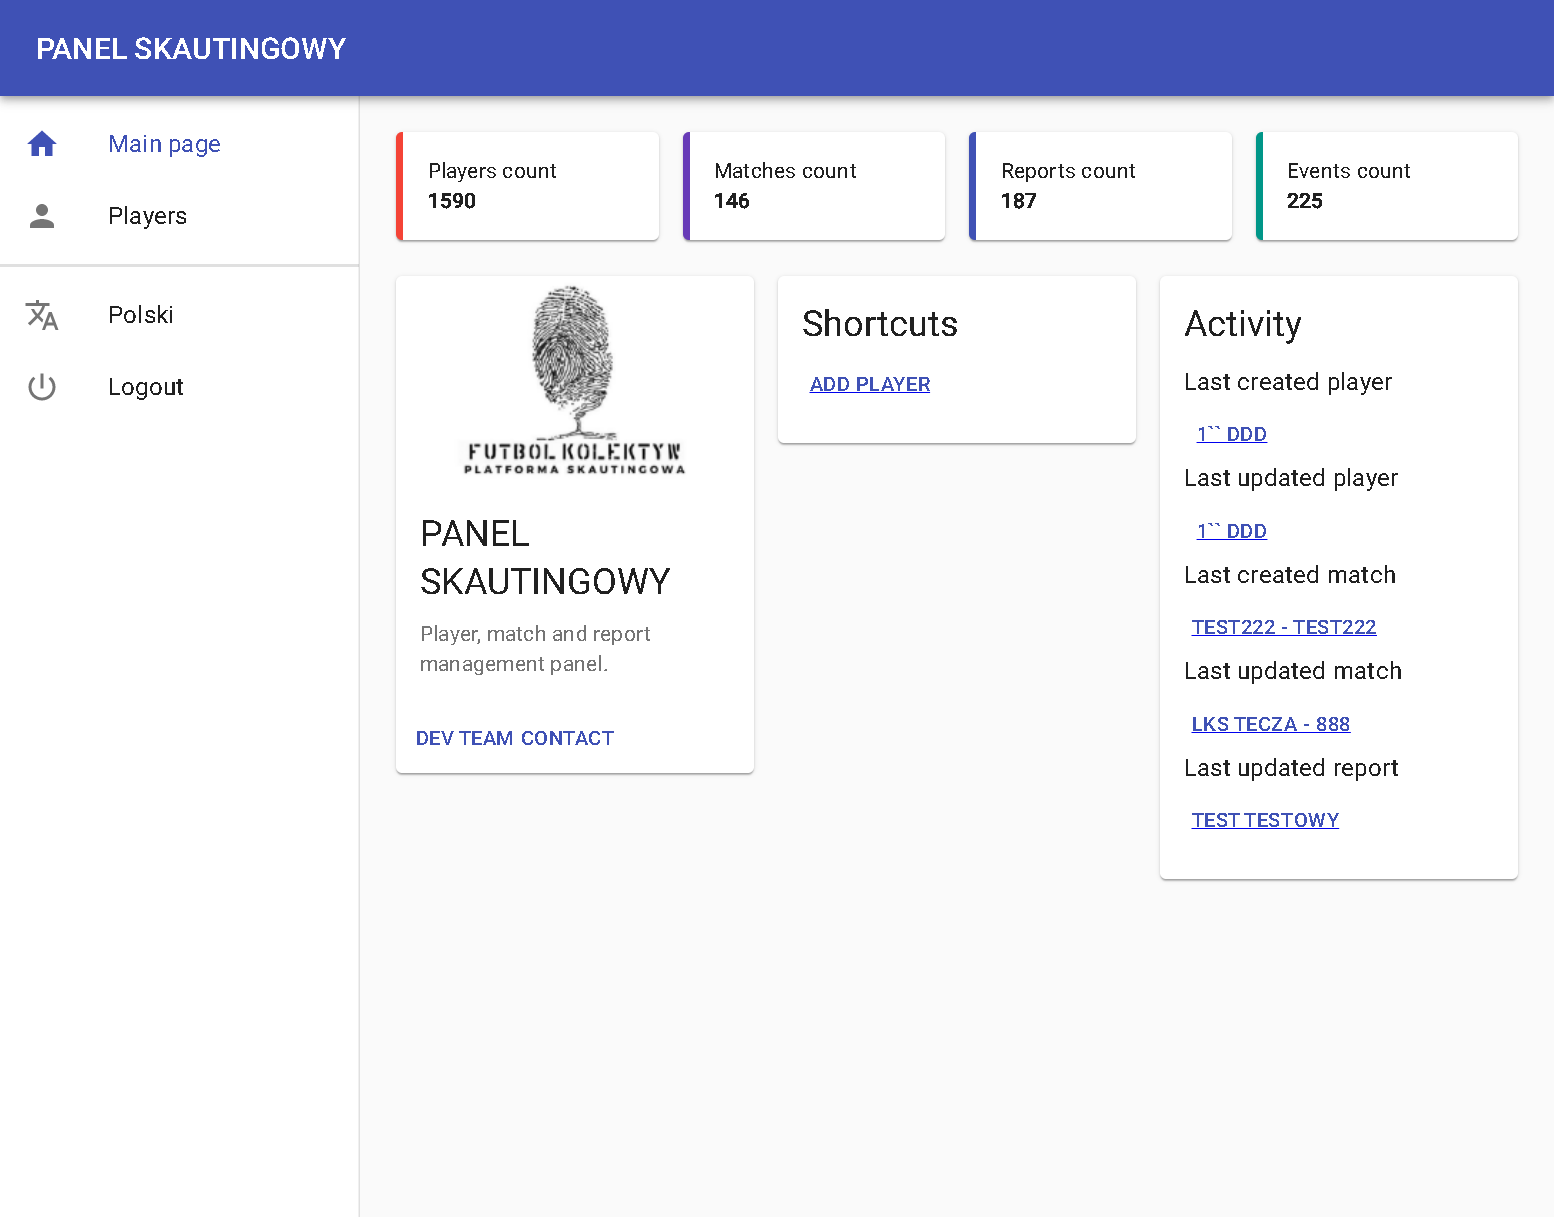 PANEL SKAUTINGOWY
Main page
Players
Polski
Logout
Players count
1590
Matches count
146
Reports count
187
Events count
225
FUTBOL KOLEKTYW
PLATFORMA SKAUTINGOWA
PANEL
SKAUTINGOWY
Player, match and report
management panel.
DEV TEAM CONTACT
Shortcuts
ADD PLAYER
Activity
Last created player
1`` DDD
Last updated player
1`` DDD
Last created match
TEST222 - TEST222
Last updated match
LKS TECZA - 888
Last updated report
TEST TESTOWY